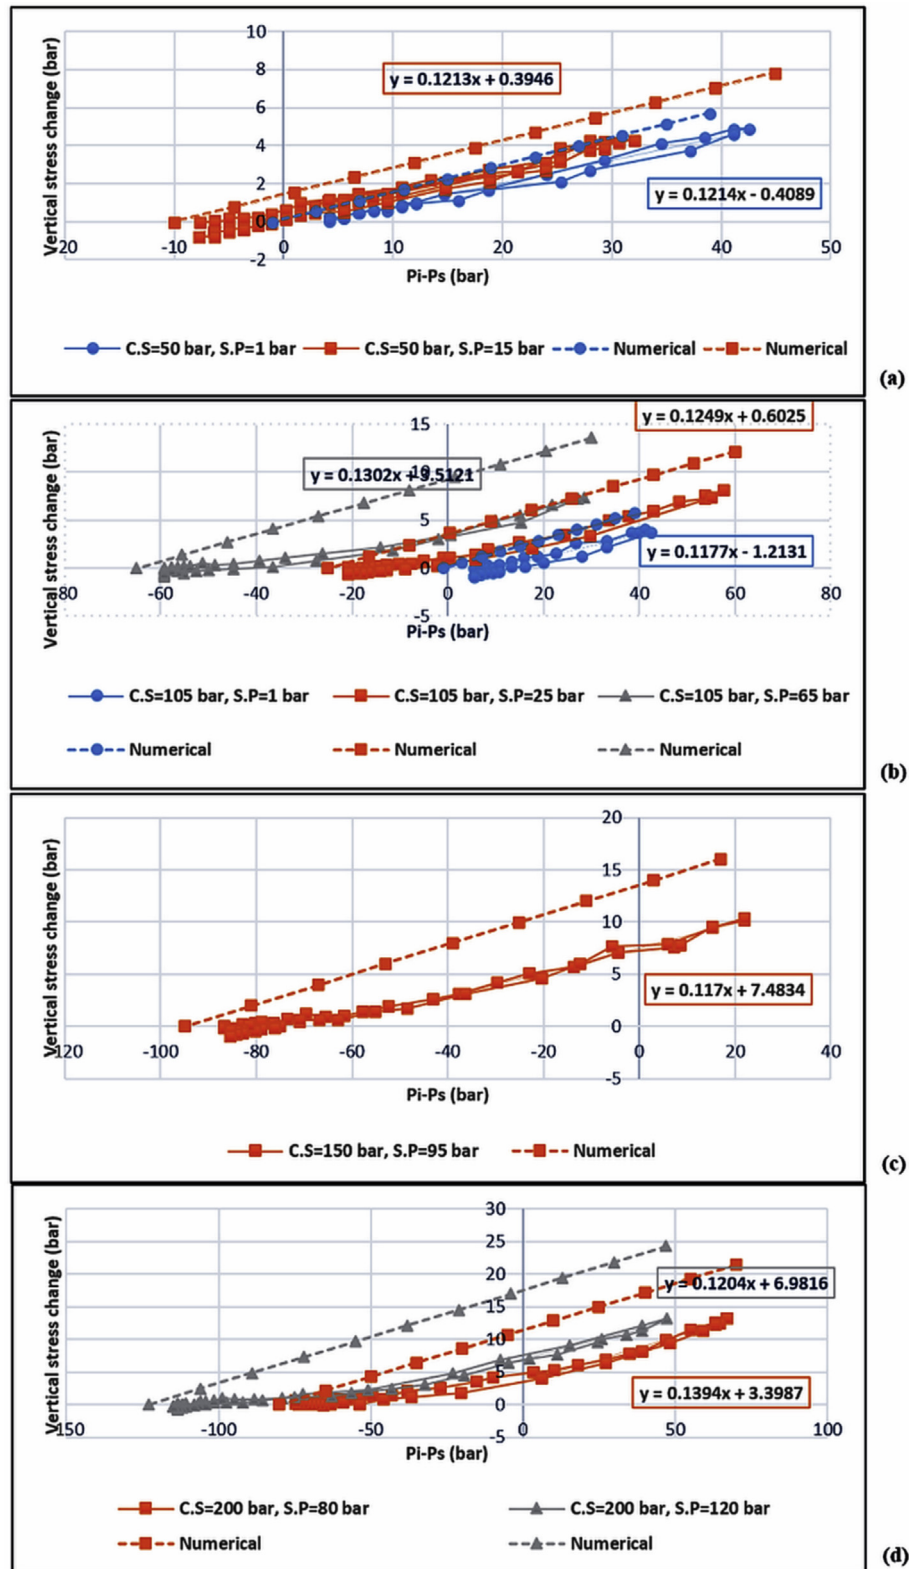 10
8
y = 0.1213x + 0.3946
6
4
y = 0.1214x - 0.4089
2
0
-20 -10 0 10 20 30 40 50
-2
Vertical stress change (bar)
Pi-Ps (bar)
C.S=50 bar, S.P=1 bar C.S=50 bar, S.P=15 bar Numerical Numerical
(a)
15
y = 0.1249x + 0.6025
10
y = 0.1302x + 3.5121
5
y = 0.1177x - 1.2131
0
-80 -60 -40 -20 0 20 40 60 80
-5
Vertical stress change (bar)
Pi-Ps (bar)
C.S=105 bar, S.P=1 bar C.S=105 bar, S.P=25 bar C.S=105 bar, S.P=65 bar
Numerical Numerical Numerical
(b)
20
15
10
5
y = 0.117x + 7.4834
0
-120 -100 -80 -60 -40 -20 0 20 40
-5
Vertical stress change (bar)
Pi-Ps (bar)
C.S=150 bar, S.P=95 bar Numerical
(c)
30
25
20
y = 0.1204x + 6.9816
15
10
5
y = 0.1394x + 3.3987
0
-150 -100 -50 0 50 100
-5
Vertical stress change (bar)
Pi-Ps (bar)
C.S=200 bar, S.P=80 bar C.S=200 bar, S.P=120 bar
Numerical Numerical
(d)